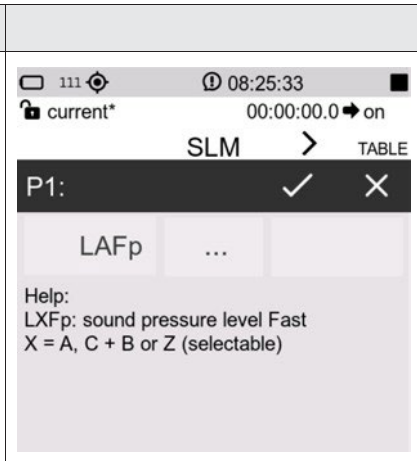 111 08:25:33
current* 00:00:00.0 on
SLM > TABLE
P1:
LAFp ...
Help:
LXFp: sound pressure level Fast
X = A, C + B or Z (selectable)